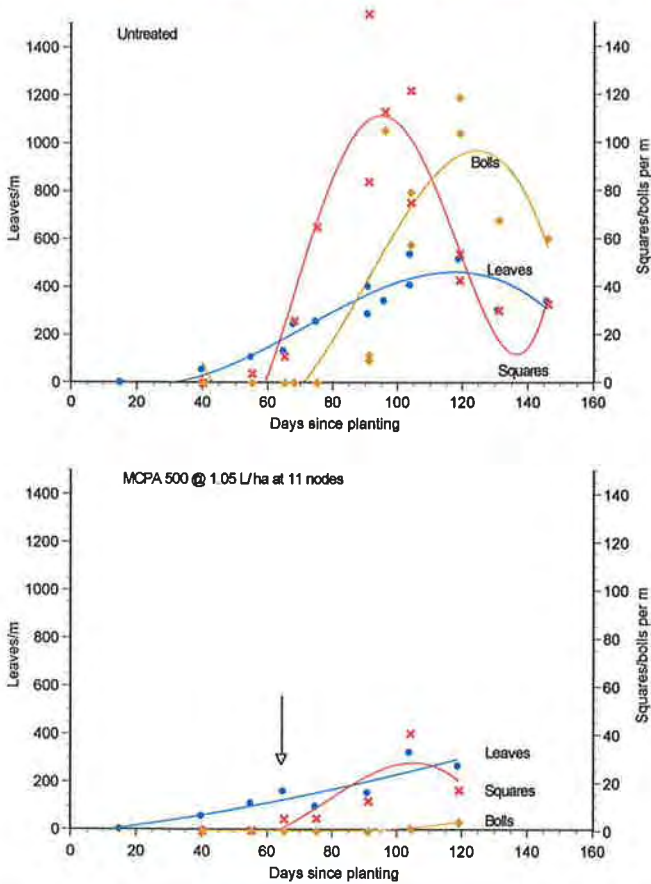 Untreated
1400
1200
1000
800
600
400
200
0
Leaves/m
140
120
100
80
60
40
20
0
Squares/bolls per m
Bolls
Leaves
Squares
0 20 40 60 80 100 120 140 160
Days since planting
MCPA 500 @ 1.05 L/ha at 11 nodes
1400
1200
1000
800
600
400
200
0
Leaves/m
140
120
100
80
60
40
20
0
Squares/bolls per m
Leaves
Squares
Bolls
0 20 40 60 80 100 120 140 160
Days since planting